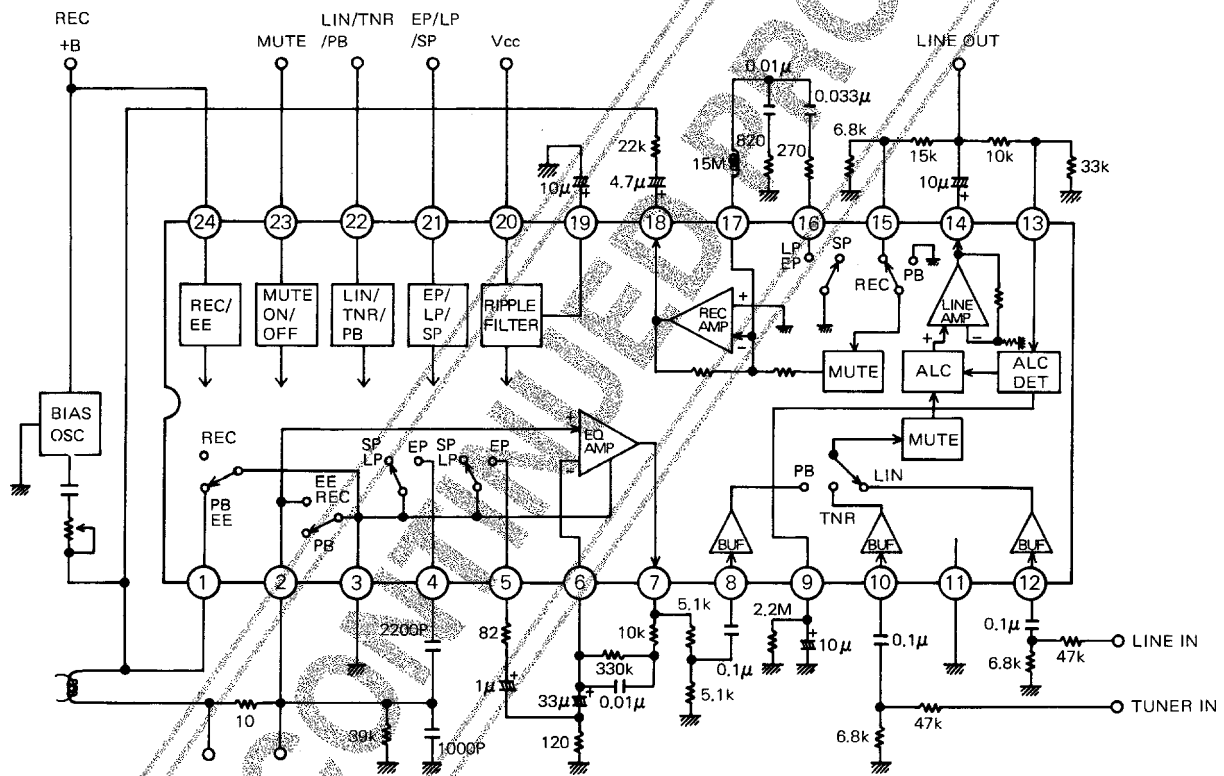 REC
+B
MUTE
LIN/TNR
/PB
EP/LP
/SP
Vcc
LINE OUT
0.01μ
0.033μ
22k
10μ
+
4.7μ
+
15M
820
270
6.8k
15k
10k
33k
10μ
+
24
23
22
21
20
19
18
17
16
15
14
13
REC/
EE
MUTE
ON/OFF
LIN/
TNR/
PB
EP/
LP/
SP
RIPPLE
FILTER
REC
AMP
+
−
LP
EP
SP
REC
PB
LINE
AMP
+
−
MUTE
ALC
ALC
DET
MUTE
BIAS
OSC
REC
PB
EE
EE
REC
PB
SP
LP
EP
SP
LP
EP
EQ
AMP
+
−
PB
TNR
LIN
BUF
BUF
BUF
1
2
3
4
5
6
7
8
9
10
11
12
2200P
82
1μ
+
33μ
+
330k
0.01μ
10k
5.1k
5.1k
0.1μ
2.2M
10μ
+
0.1μ
0.1μ
6.8k
47k
LINE IN
47k
TUNER IN
6.8k
10
39k
1000P
120